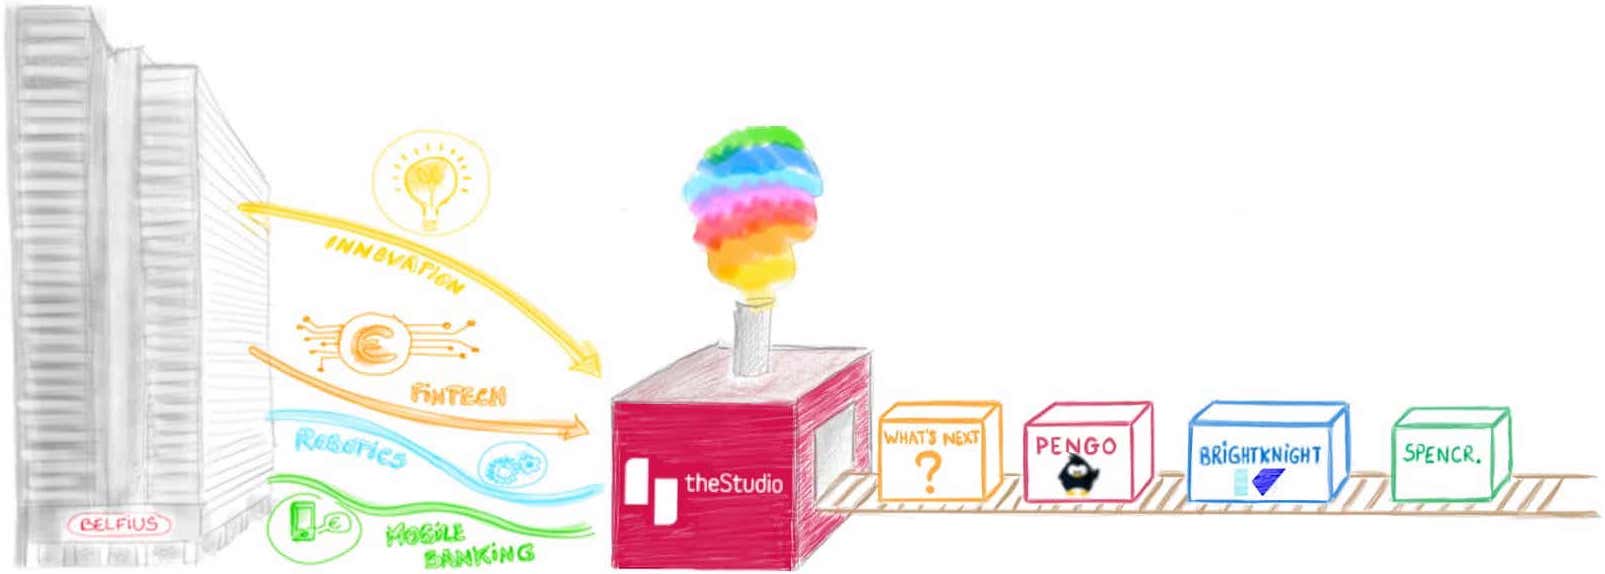 INNOVATION
€
FINTECH
ROBOTICS
€
MOBILE
BANKING
BELFIUS
theStudio
WHAT'S NEXT
?
PENGO
BRIGHTKNIGHT
SPENCR.